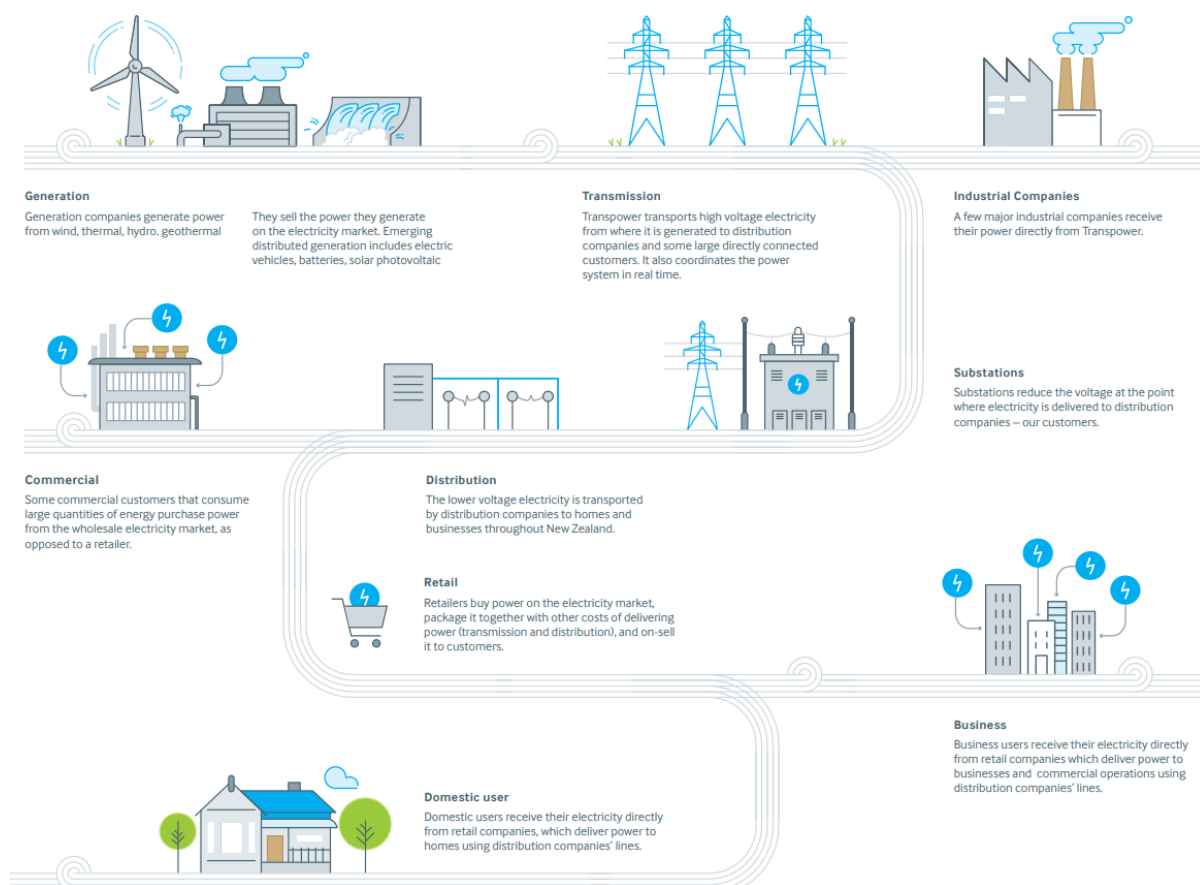 Generation
Generation companies generate power
from wind, thermal, hydro. geothermal
They sell the power they generate
on the electricity market. Emerging
distributed generation includes electric
vehicles, batteries, solar photovoltaic
Transmission
Transpower transports high voltage electricity
from where it is generated to distribution
companies and some large directly connected
customers. It also coordinates the power
system in real time.
Industrial Companies
A few major industrial companies receive
their power directly from Transpower.
Substations
Substations reduce the voltage at the point
where electricity is delivered to distribution
companies – our customers.
Commercial
Some commercial customers that consume
large quantities of energy purchase power
from the wholesale electricity market, as
opposed to a retailer.
Distribution
The lower voltage electricity is transported
by distribution companies to homes and
businesses throughout New Zealand.
Retail
Retailers buy power on the electricity market,
package it together with other costs of delivering
power (transmission and distribution), and on-sell
it to customers.
Business
Business users receive their electricity directly
from retail companies which deliver power to
businesses and commercial operations using
distribution companies' lines.
Domestic user
Domestic users receive their electricity directly
from retail companies, which deliver power to
homes using distribution companies' lines.